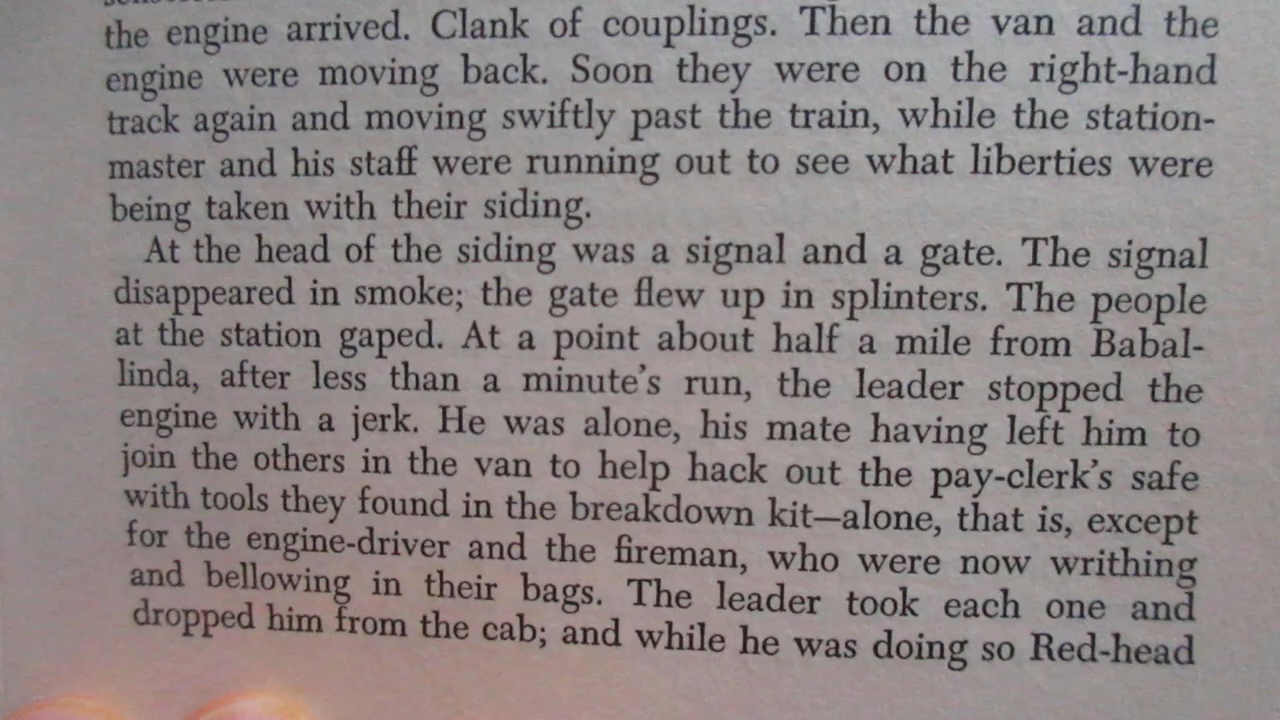 the engine arrived. Clank of couplings. Then the van and the
engine were moving back. Soon they were on the right-hand
track again and moving swiftly past the train, while the station-
master and his staff were running out to see what liberties were
being taken with their siding.
At the head of the siding was a signal and a gate. The signal
disappeared in smoke; the gate flew up in splinters. The people
at the station gaped. At a point about half a mile from Babal-
linda, after less than a minute's run, the leader stopped the
engine with a jerk. He was alone, his mate having left him to
join the others in the van to help hack out the pay-clerk's safe
with tools they found in the breakdown kit—alone, that is, except
for the engine-driver and the fireman, who were now writhing
and bellowing in their bags. The leader took each one and
dropped him from the cab; and while he was doing so Red-head